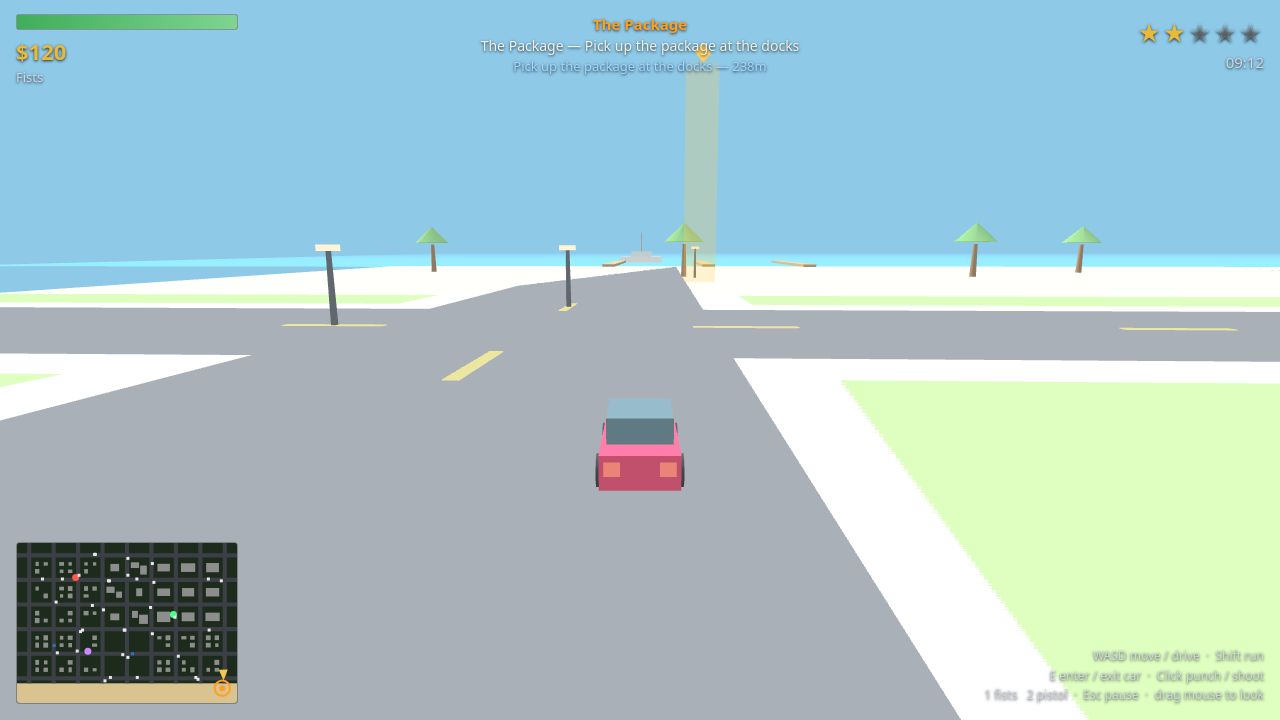 The Package
The Package — Pick up the package at the docks
Pick up the package at the docks — 238m
$120
Fists
09:12
WASD move / drive · Shift run
E enter / exit car · Click punch / shoot
1 fists 2 pistol · Esc pause · drag mouse to look